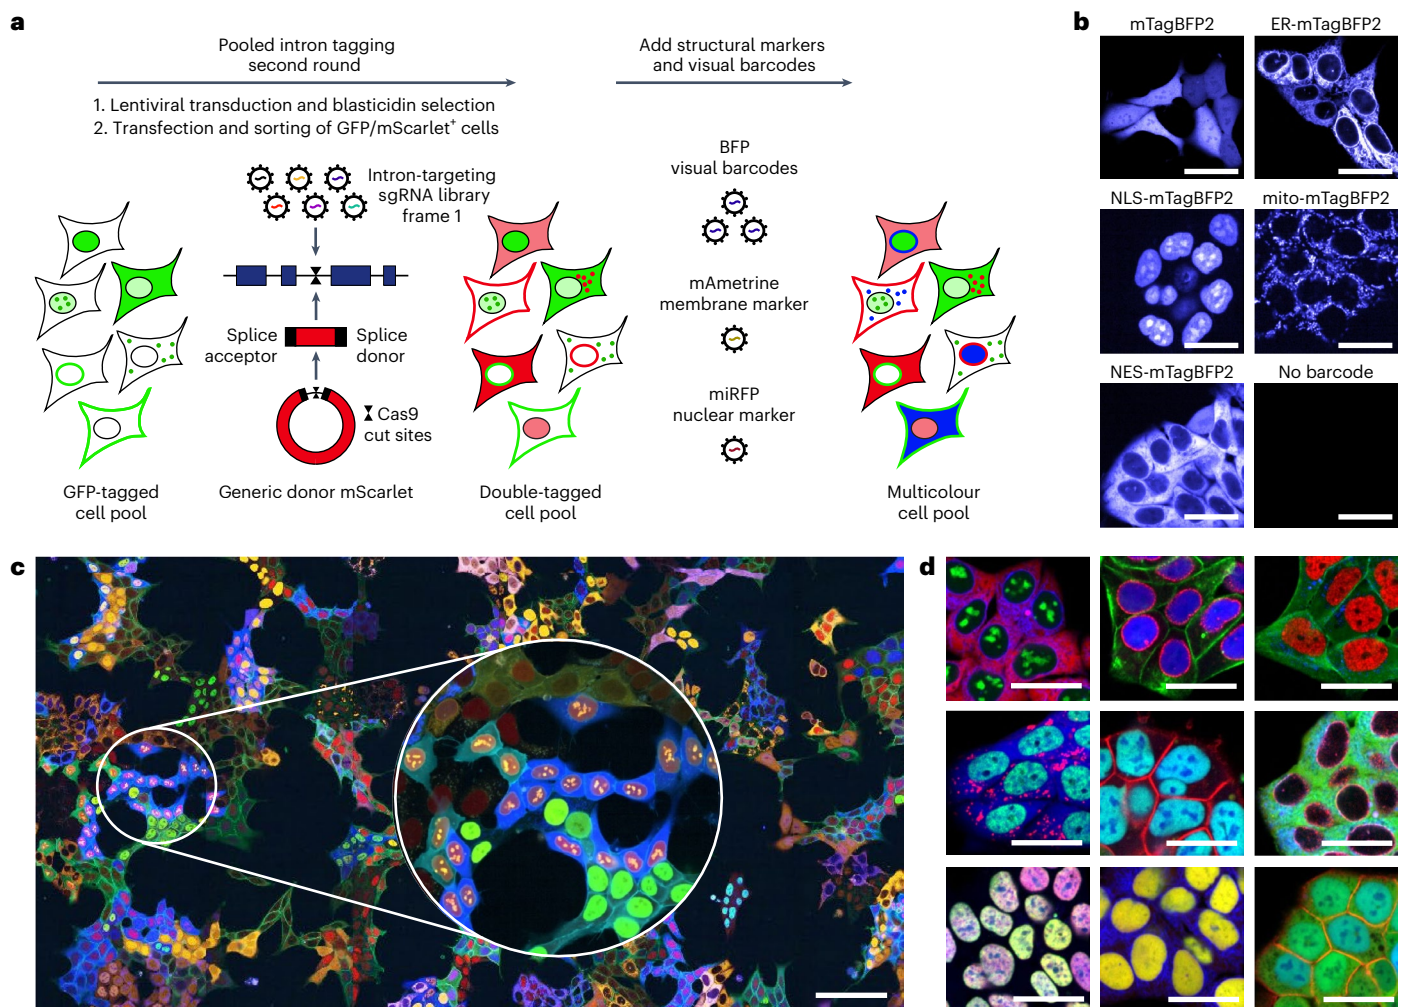 a
Pooled intron tagging
second round
1. Lentiviral transduction and blasticidin selection
2. Transfection and sorting of GFP/mScarlet⁺ cells
Intron-targeting
sgRNA library
frame 1
Splice
acceptor
Splice
donor
Cas9
cut sites
GFP-tagged
cell pool
Generic donor mScarlet
Double-tagged
cell pool
Add structural markers
and visual barcodes
BFP
visual barcodes
mAmetrine
membrane marker
miRFP
nuclear marker
Multicolour
cell pool
b
mTagBFP2
ER-mTagBFP2
NLS-mTagBFP2
mito-mTagBFP2
NES-mTagBFP2
No barcode
c
d